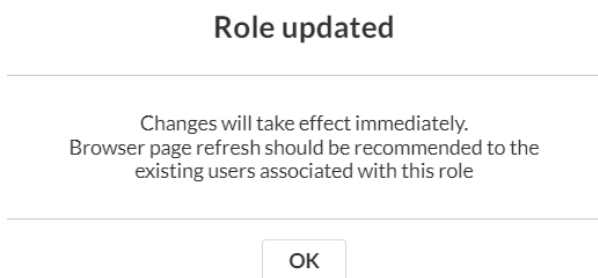 Role updated
Changes will take effect immediately.
Browser page refresh should be recommended to the
existing users associated with this role
OK